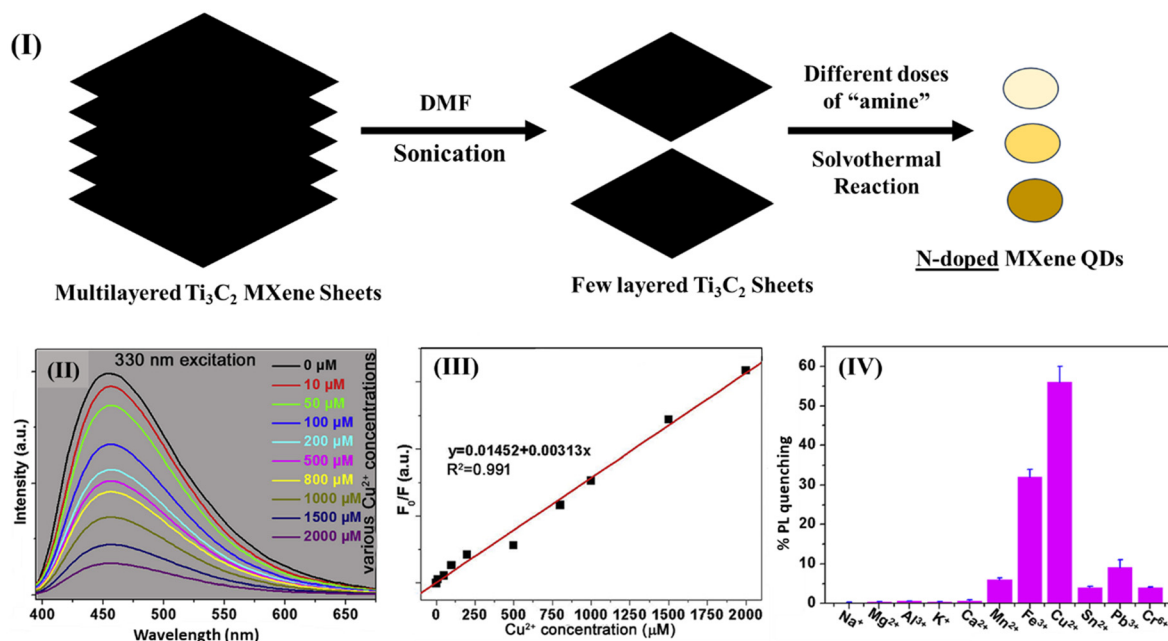 (I)
DMF
Sonication
Different doses
of “amine”
Solvothermal
Reaction
Multilayered Ti₃C₂ MXene Sheets
Few layered Ti₃C₂ Sheets
N-doped MXene QDs
(II)
330 nm excitation
0 µM
10 µM
50 µM
100 µM
200 µM
500 µM
800 µM
1000 µM
1500 µM
2000 µM
various Cu²⁺ concentrations
Intensity (a.u.)
400 450 500 550 600 650
Wavelength (nm)
(III)
y=0.01452+0.00313x
R²=0.991
F₀/F (a.u.)
0 250 500 750 1000 1250 1500 1750 2000
Cu²⁺ concentration (µM)
(IV)
% PL quenching
60
50
40
30
20
10
0
Na⁺ Mg²⁺ Al³⁺ K⁺ Ca²⁺ Mn²⁺ Fe³⁺ Cu²⁺ Sn²⁺ Pb³⁺ Cr⁶⁺